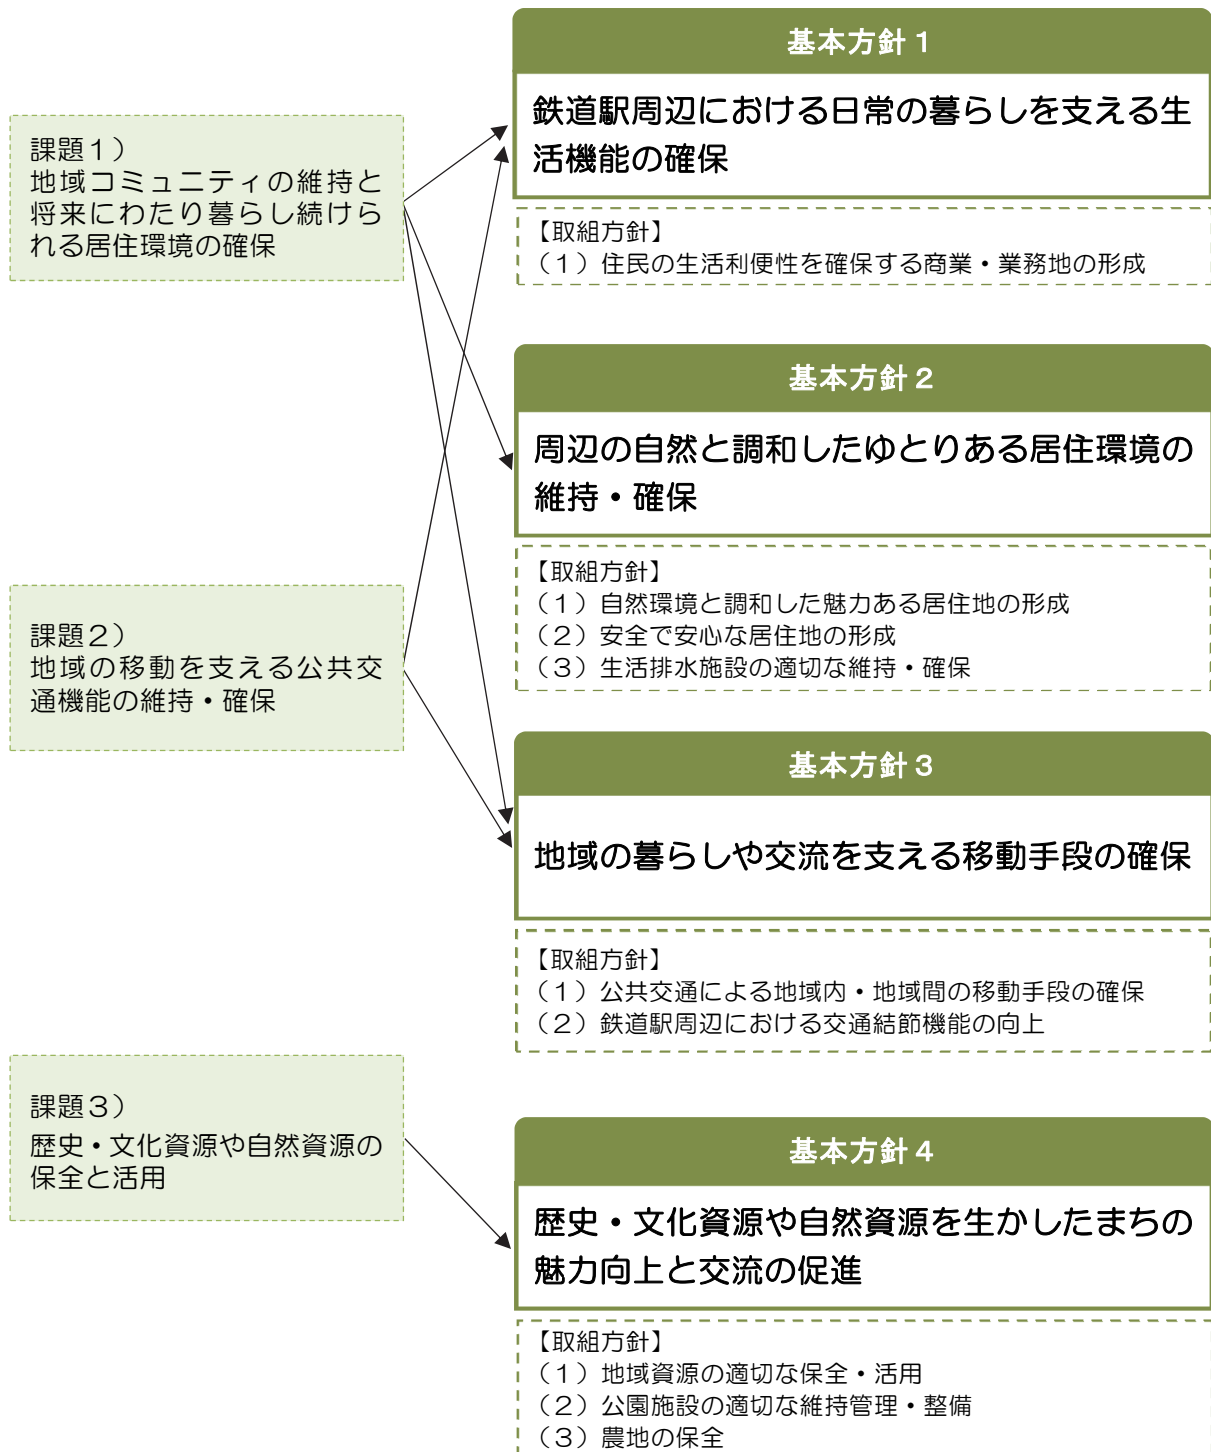 課題１）
地域コミュニティの維持と
将来にわたり暮らし続けら
れる居住環境の確保
課題２）
地域の移動を支える公共交
通機能の維持・確保
課題３）
歴史・文化資源や自然資源の
保全と活用
基本方針１
鉄道駅周辺における日常の暮らしを支える生
活機能の確保
【取組方針】
（１）住民の生活利便性を確保する商業・業務地の形成
基本方針２
周辺の自然と調和したゆとりある居住環境の
維持・確保
【取組方針】
（１）自然環境と調和した魅力ある居住地の形成
（２）安全で安心な居住地の形成
（３）生活排水施設の適切な維持・確保
基本方針３
地域の暮らしや交流を支える移動手段の確保
【取組方針】
（１）公共交通による地域内・地域間の移動手段の確保
（２）鉄道駅周辺における交通結節機能の向上
基本方針４
歴史・文化資源や自然資源を生かしたまちの
魅力向上と交流の促進
【取組方針】
（１）地域資源の適切な保全・活用
（２）公園施設の適切な維持管理・整備
（３）農地の保全